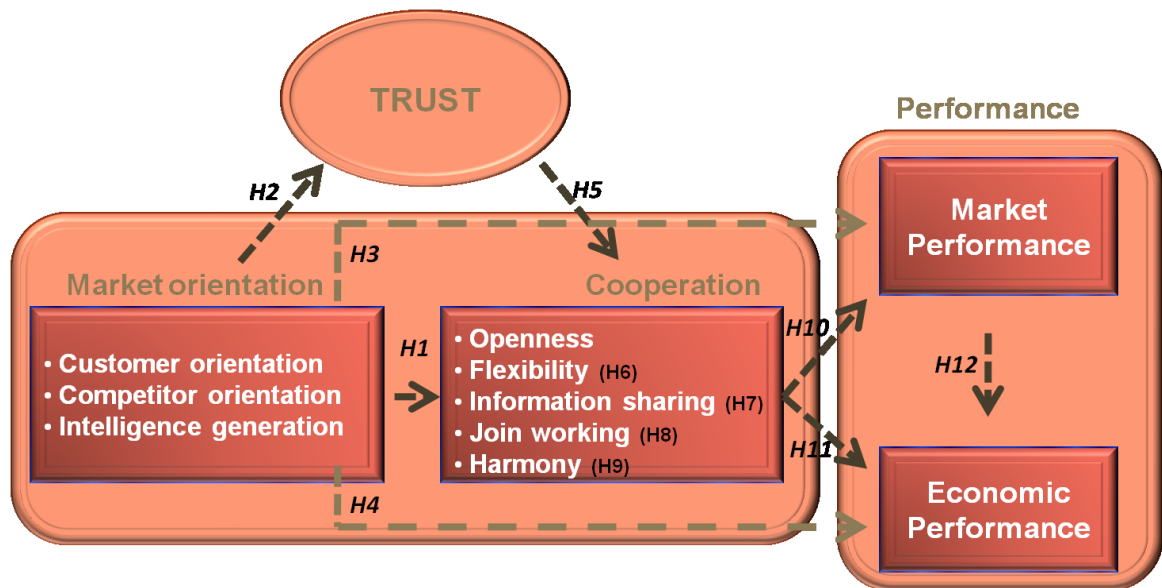 TRUST
Performance
H2
H5
Market
Performance
H3
Market orientation
Cooperation
H10
• Customer orientation
• Competitor orientation
• Intelligence generation
H1
• Openness
• Flexibility (H6)
• Information sharing (H7)
• Join working (H8)
• Harmony (H9)
H12
H11
H4
Economic
Performance